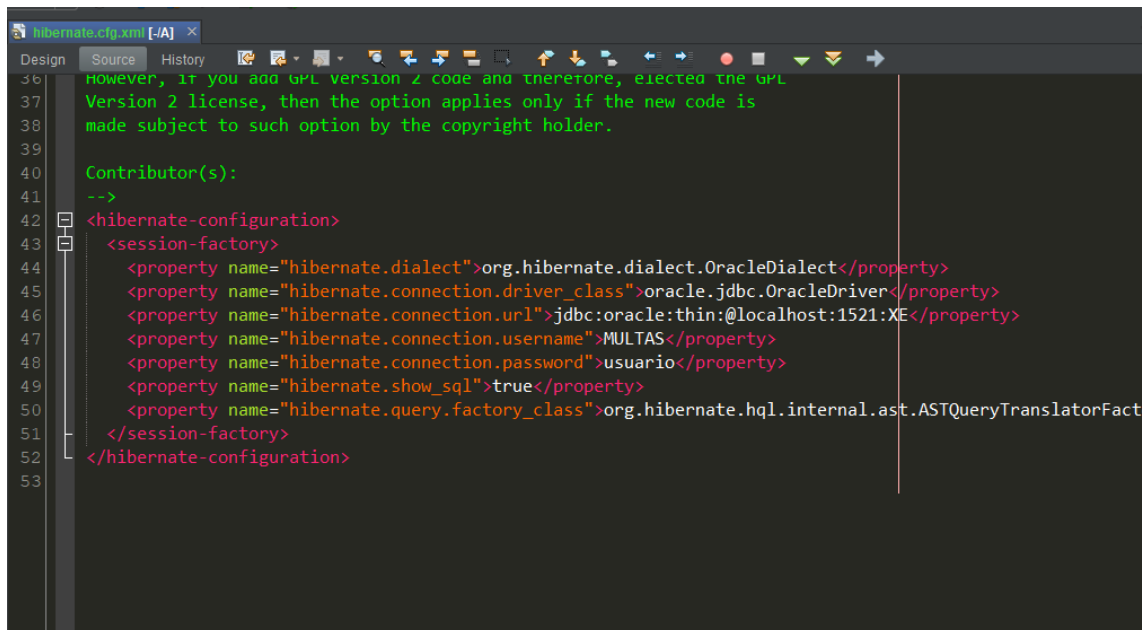 hibernate.cfg.xml [-/A]
Design Source History
36 However, if you add GPL Version 2 code and therefore, elected the GPL
37 Version 2 license, then the option applies only if the new code is
38 made subject to such option by the copyright holder.
39
40 Contributor(s):
41 -->
42 <hibernate-configuration>
43 <session-factory>
44 <property name="hibernate.dialect">org.hibernate.dialect.OracleDialect</property>
45 <property name="hibernate.connection.driver_class">oracle.jdbc.OracleDriver</property>
46 <property name="hibernate.connection.url">jdbc:oracle:thin:@localhost:1521:XE</property>
47 <property name="hibernate.connection.username">MULTAS</property>
48 <property name="hibernate.connection.password">usuario</property>
49 <property name="hibernate.show_sql">true</property>
50 <property name="hibernate.query.factory_class">org.hibernate.hql.internal.ast.ASTQueryTranslatorFact
51 </session-factory>
52 </hibernate-configuration>
53